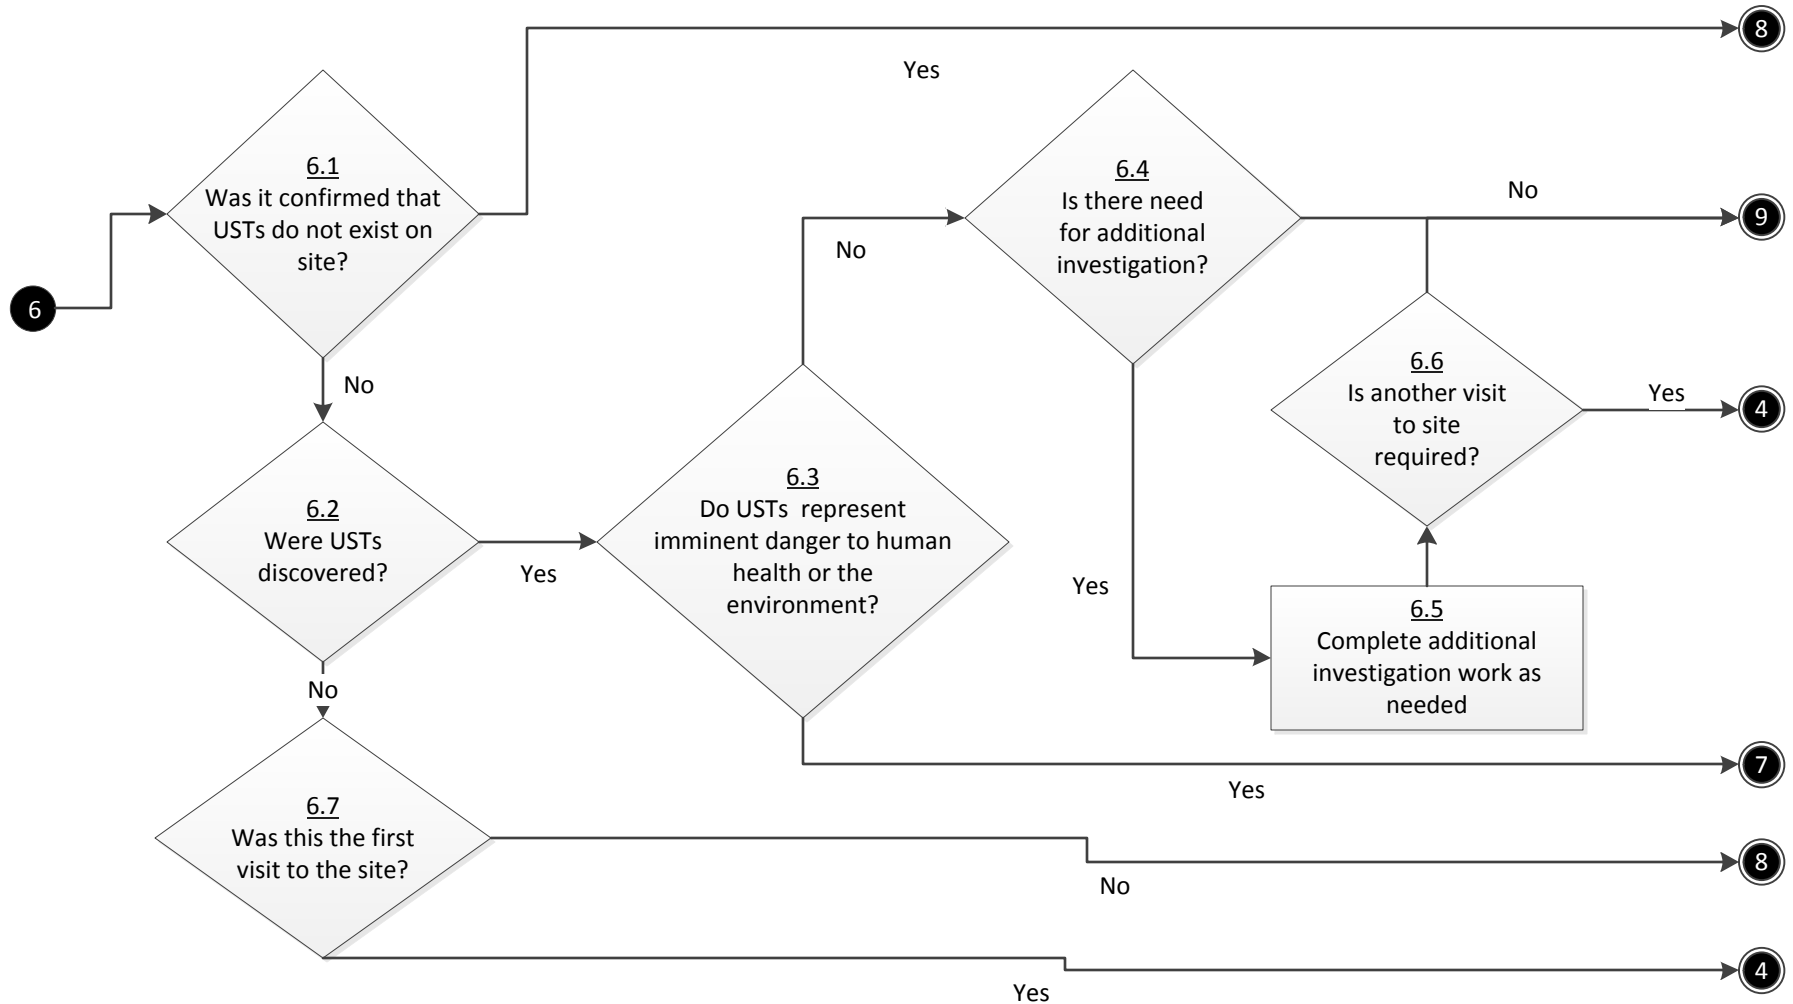 8
Yes
6.1
Was it confirmed that
USTs do not exist on
site?
6
No
6.2
Were USTs
discovered?
Yes
No
6.3
Do USTs represent
imminent danger to human
health or the
environment?
No
6.4
Is there need
for additional
investigation?
No
9
Yes
6.5
Complete additional
investigation work as
needed
6.6
Is another visit
to site
required?
Yes
4
Yes
7
6.7
Was this the first
visit to the site?
No
8
Yes
4